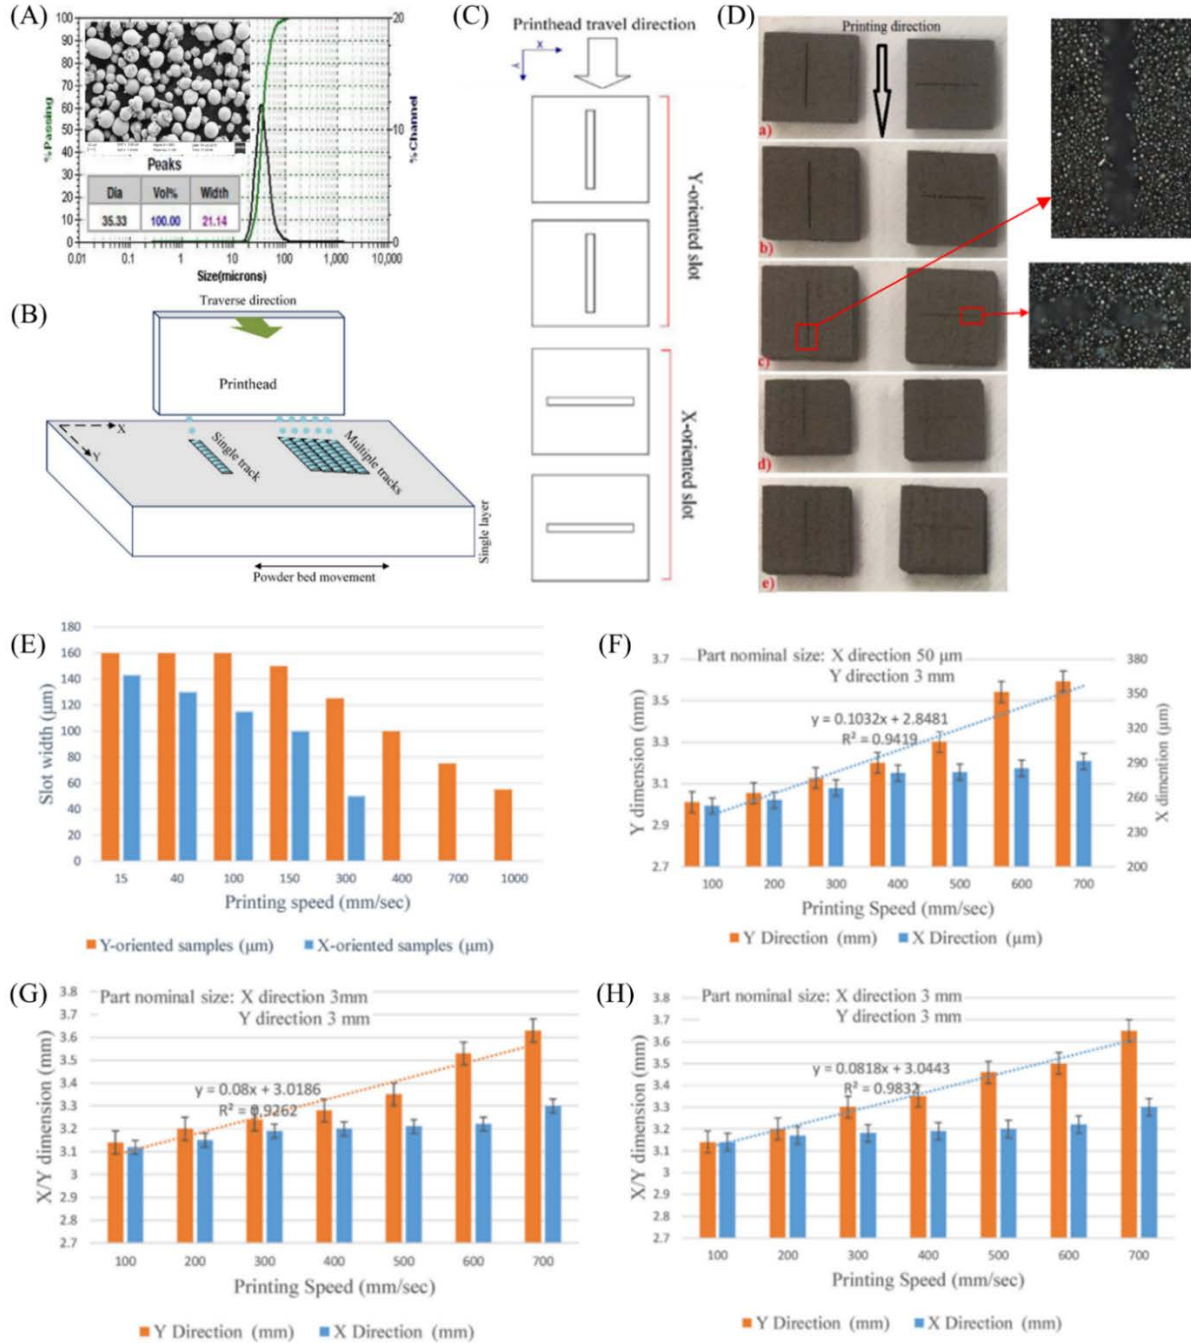 (A)
100
90
80
70
60
50
40
30
20
10
0
%Passing
20
10
0
%Channel
Peaks
Dia Vol% Width
35.33 100.00 21.14
0.01 0.1 1 10 100 1,000 10,000
Size(microns)
(B)
Traverse direction
Printhead
X
Y
Single track
Multiple tracks
Single layer
Powder bed movement
(C)
Printhead travel direction
X
Y
Y-oriented slot
X-oriented slot
(D)
Printing direction
a)
b)
c)
d)
e)
(E)
180
160
140
120
100
80
60
40
20
0
Slot width (µm)
15 40 100 150 300 400 700 1000
Printing speed (mm/sec)
Y-oriented samples (µm) X-oriented samples (µm)
(F)
Part nominal size: X direction 50 µm
Y direction 3 mm
y = 0.1032x + 2.8481
R² = 0.9419
3.7
3.5
3.3
3.1
2.9
2.7
Y dimension (mm)
380
350
320
290
260
230
200
X dimention (µm)
100 200 300 400 500 600 700
Printing Speed (mm/sec)
Y Direction (mm) X Direction (µm)
(G)
Part nominal size: X direction 3mm
Y direction 3 mm
y = 0.08x + 3.0186
R² = 0.9262
3.8
3.7
3.6
3.5
3.4
3.3
3.2
3.1
3
2.9
2.8
2.7
X/Y dimension (mm)
100 200 300 400 500 600 700
Printing Speed (mm/sec)
Y Direction (mm) X Direction (mm)
(H)
Part nominal size: X direction 3 mm
Y direction 3 mm
y = 0.0818x + 3.0443
R² = 0.9832
3.8
3.7
3.6
3.5
3.4
3.3
3.2
3.1
3
2.9
2.8
2.7
X/Y dimension (mm)
100 200 300 400 500 600 700
Printing Speed (mm/sec)
Y Direction (mm) X Direction (mm)